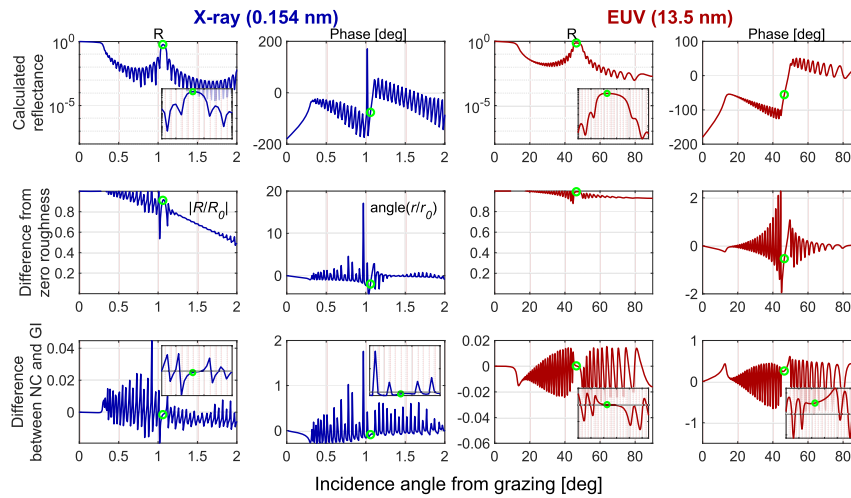 X-ray (0.154 nm) EUV (13.5 nm)
R Phase [deg] R Phase [deg]
Calculated
reflectance
10^0
10^-5
0 0.5 1 1.5 2
200
0
-200
0 0.5 1 1.5 2
10^0
10^-5
0 20 40 60 80
100
0
-100
-200
0 20 40 60 80
Difference from
zero roughness
|R/R_0|
0.8
0.6
0.4
0.2
0 0.5 1 1.5 2
angle(r/r_0)
20
10
0
0 0.5 1 1.5 2
0.8
0.6
0.4
0.2
0 20 40 60 80
2
0
-2
0 20 40 60 80
Difference
between NC and GI
0.04
0.02
0
0 0.5 1 1.5 2
2
1
0
0 0.5 1 1.5 2
0.02
0
-0.02
-0.04
-0.06
0 20 40 60 80
1
0
-1
0 20 40 60 80
Incidence angle from grazing [deg]